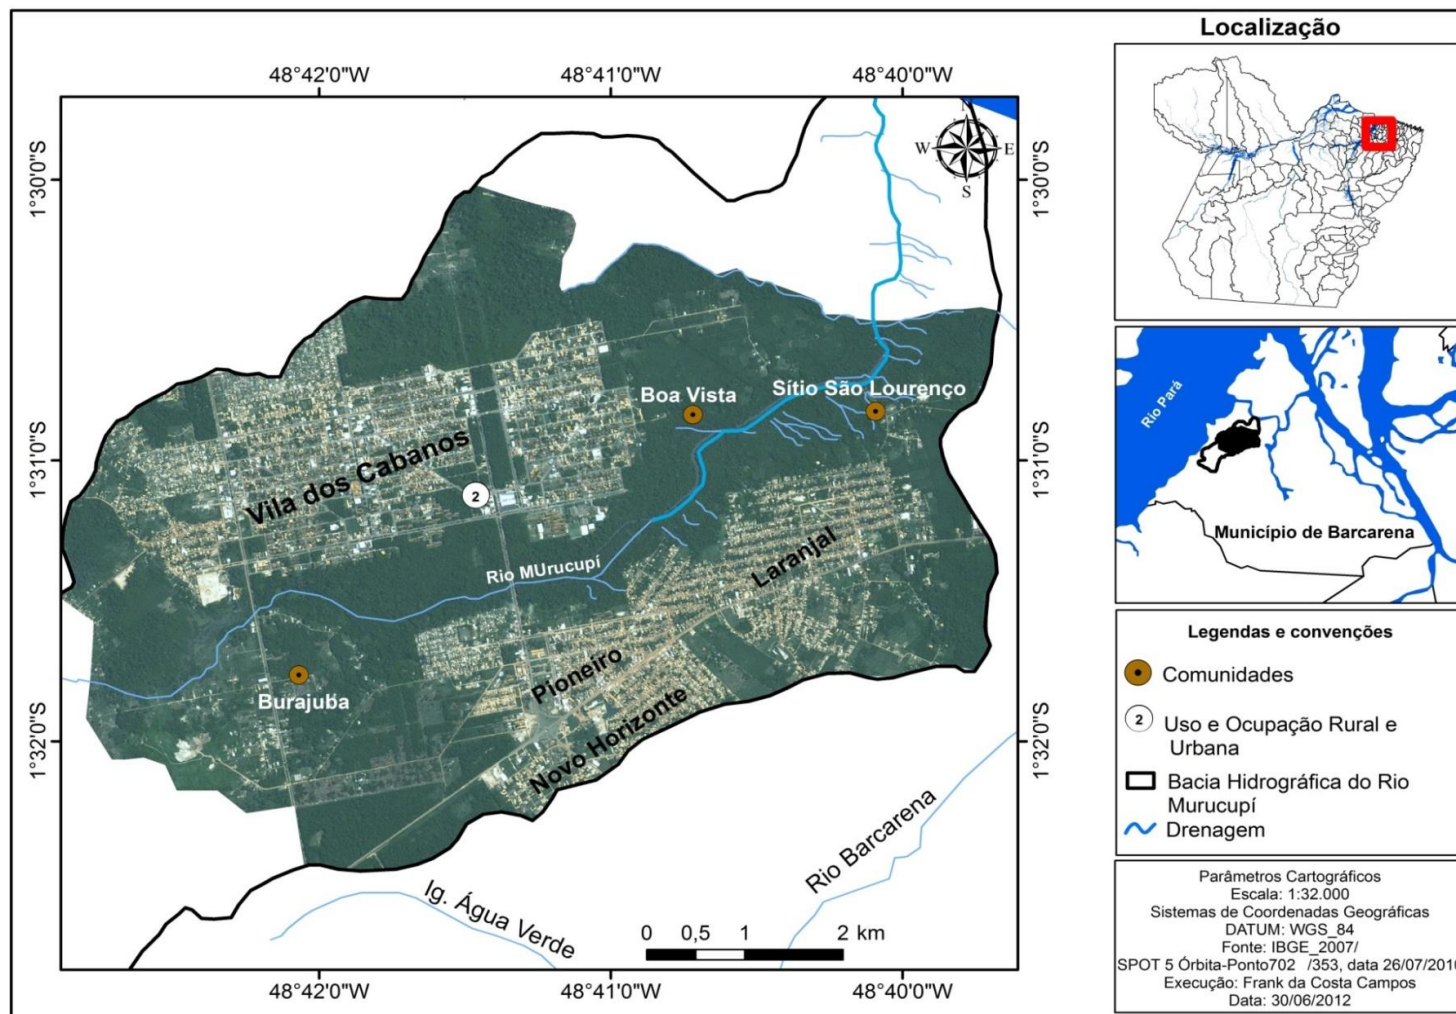 Localização
48°42'0"W
48°41'0"W
48°40'0"W
1°30'0"S
1°30'0"S
N
W
E
S
Boa Vista
Sítio São Lourenço
Rio Pará
1°31'0"S
1°31'0"S
Vila dos Cabanos
2
Município de Barcarena
Laranjal
Rio MUrucupí
Pioneiro
Burajuba
Novo Horizonte
1°32'0"S
1°32'0"S
Rio Barcarena
Ig. Água Verde
0
0,5
1
2 km
48°42'0"W
48°41'0"W
48°40'0"W
Legendas e convenções
Comunidades
2
Uso e Ocupação Rural e
Urbana
Bacia Hidrográfica do Rio
Murucupí
Drenagem
Parâmetros Cartográficos
Escala: 1:32.000
Sistemas de Coordenadas Geográficas
DATUM: WGS_84
Fonte: IBGE_2007/
SPOT 5 Órbita-Ponto702 /353, data
Execução: Frank da Costa Campos
Data: 30/06/2012